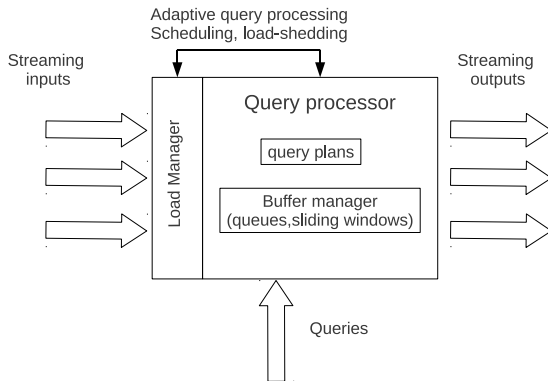 Adaptive query processing
Scheduling, load-shedding
Streaming
inputs
Streaming
outputs
Load Manager
Query processor
query plans
Buffer manager
(queues,sliding windows)
Queries